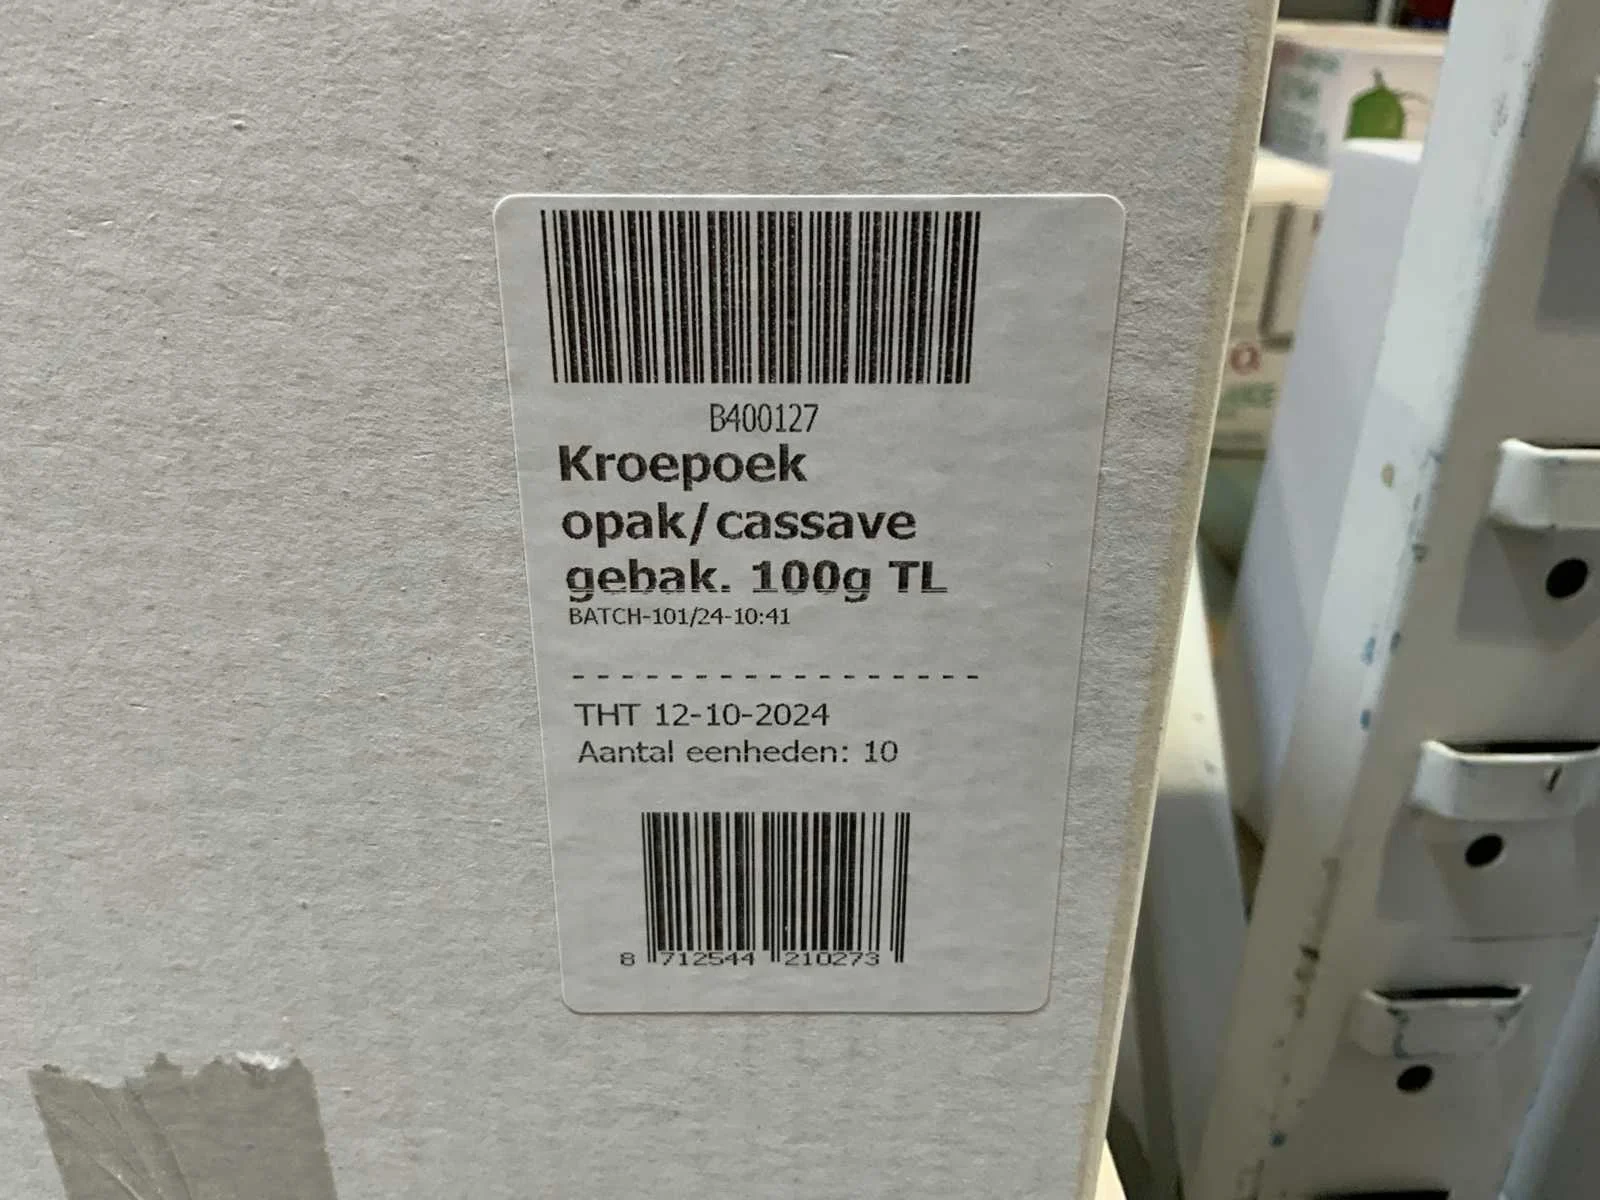 B400127
Kroepoek
opak/cassave
gebak. 100g TL
BATCH-101/24-10:41
THT 12-10-2024
Aantal eenheden: 10
8 712544 210273
Q